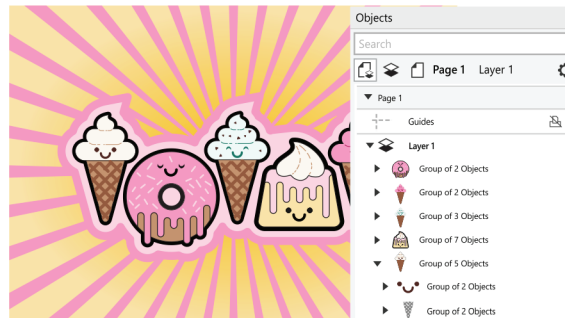 Objects
Search
Page 1 Layer 1
Page 1
Guides
Layer 1
Group of 2 Objects
Group of 2 Objects
Group of 3 Objects
Group of 7 Objects
Group of 5 Objects
Group of 2 Objects
Group of 2 Objects